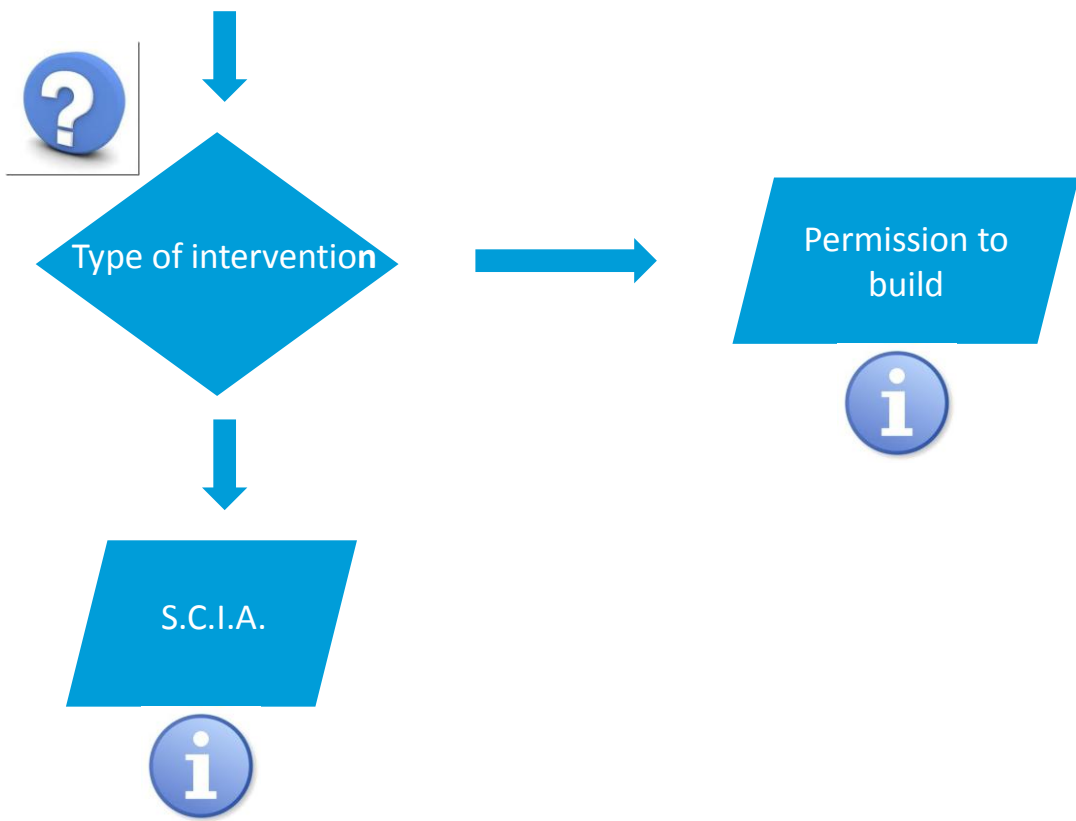 ?
Type of intervention
Permission to
build
i
S.C.I.A.
i